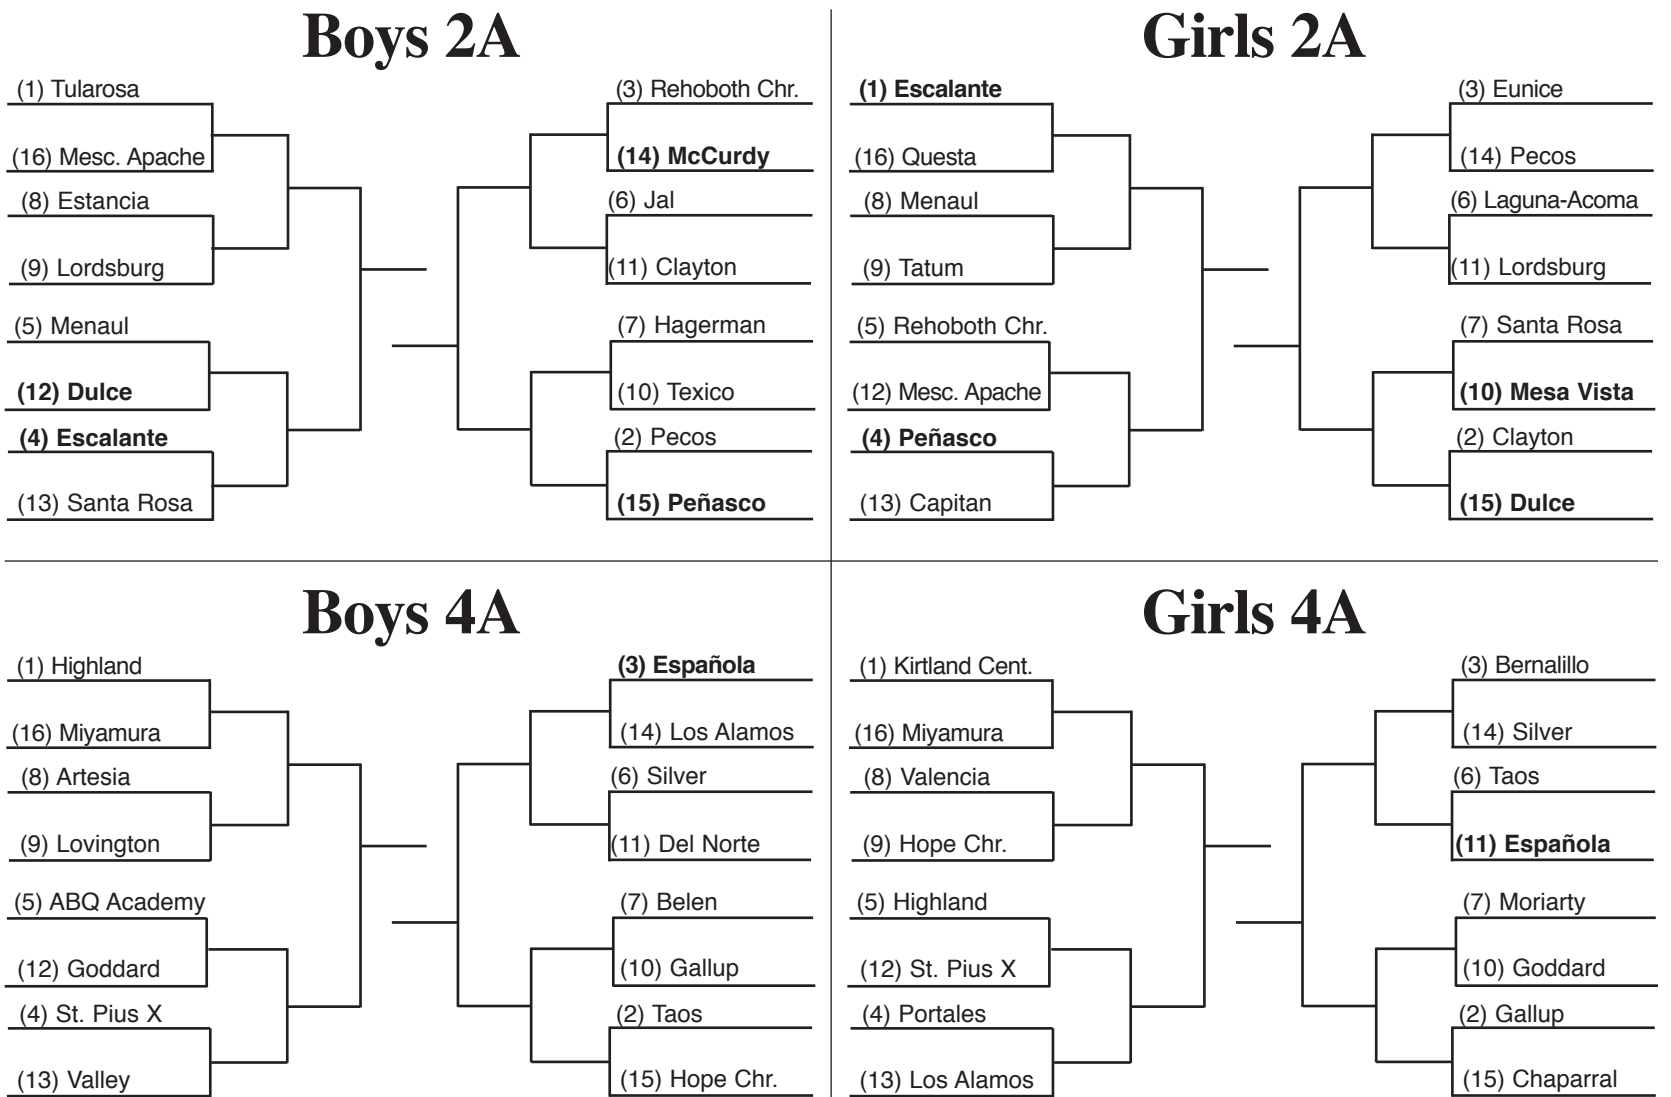 Boys 2A
(1) Tularosa
(16) Mesc. Apache
(8) Estancia
(9) Lordsburg
(5) Menaul
(12) Dulce
(4) Escalante
(13) Santa Rosa
(3) Rehoboth Chr.
(14) McCurdy
(6) Jal
(11) Clayton
(7) Hagerman
(10) Texico
(2) Pecos
(15) Peñasco
Girls 2A
(1) Escalante
(16) Questa
(8) Menaul
(9) Tatum
(5) Rehoboth Chr.
(12) Mesc. Apache
(4) Peñasco
(13) Capitan
(3) Eunice
(14) Pecos
(6) Laguna-Acoma
(11) Lordsburg
(7) Santa Rosa
(10) Mesa Vista
(2) Clayton
(15) Dulce
Boys 4A
(1) Highland
(16) Miyamura
(8) Artesia
(9) Lovington
(5) ABQ Academy
(12) Goddard
(4) St. Pius X
(13) Valley
(3) Española
(14) Los Alamos
(6) Silver
(11) Del Norte
(7) Belen
(10) Gallup
(2) Taos
(15) Hope Chr.
Girls 4A
(1) Kirtland Cent.
(16) Miyamura
(8) Valencia
(9) Hope Chr.
(5) Highland
(12) St. Pius X
(4) Portales
(13) Los Alamos
(3) Bernalillo
(14) Silver
(6) Taos
(11) Española
(7) Moriarty
(10) Goddard
(2) Gallup
(15) Chaparral